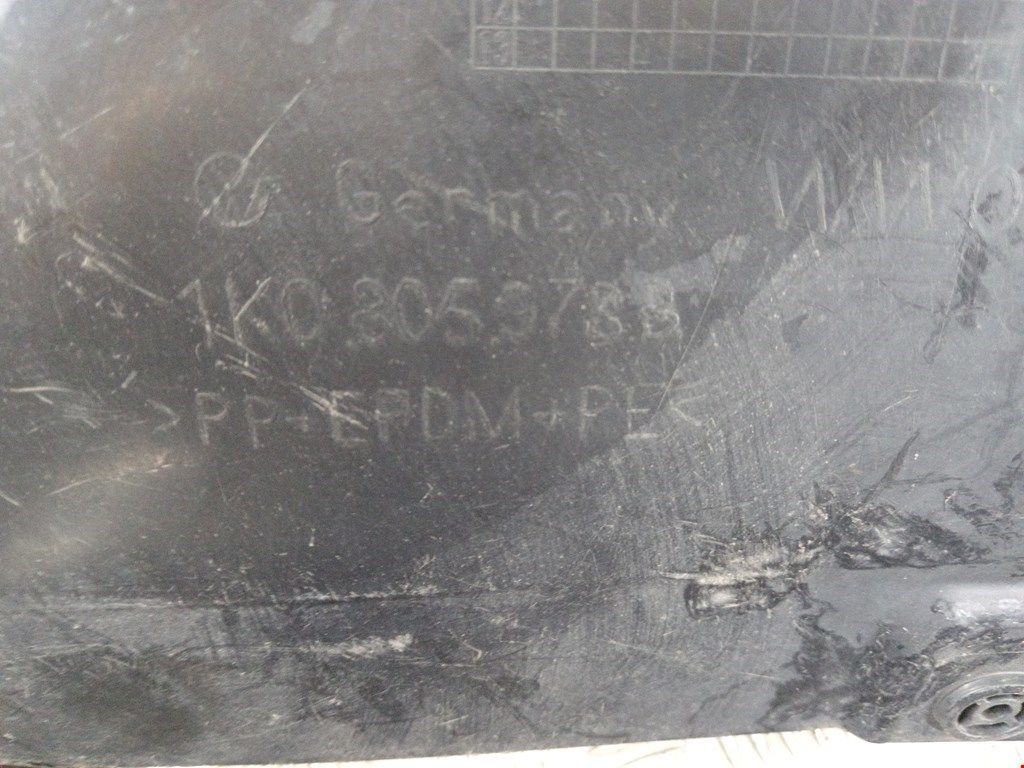 Germany
1K0 805 978 B
>PP+EPDM+PE<